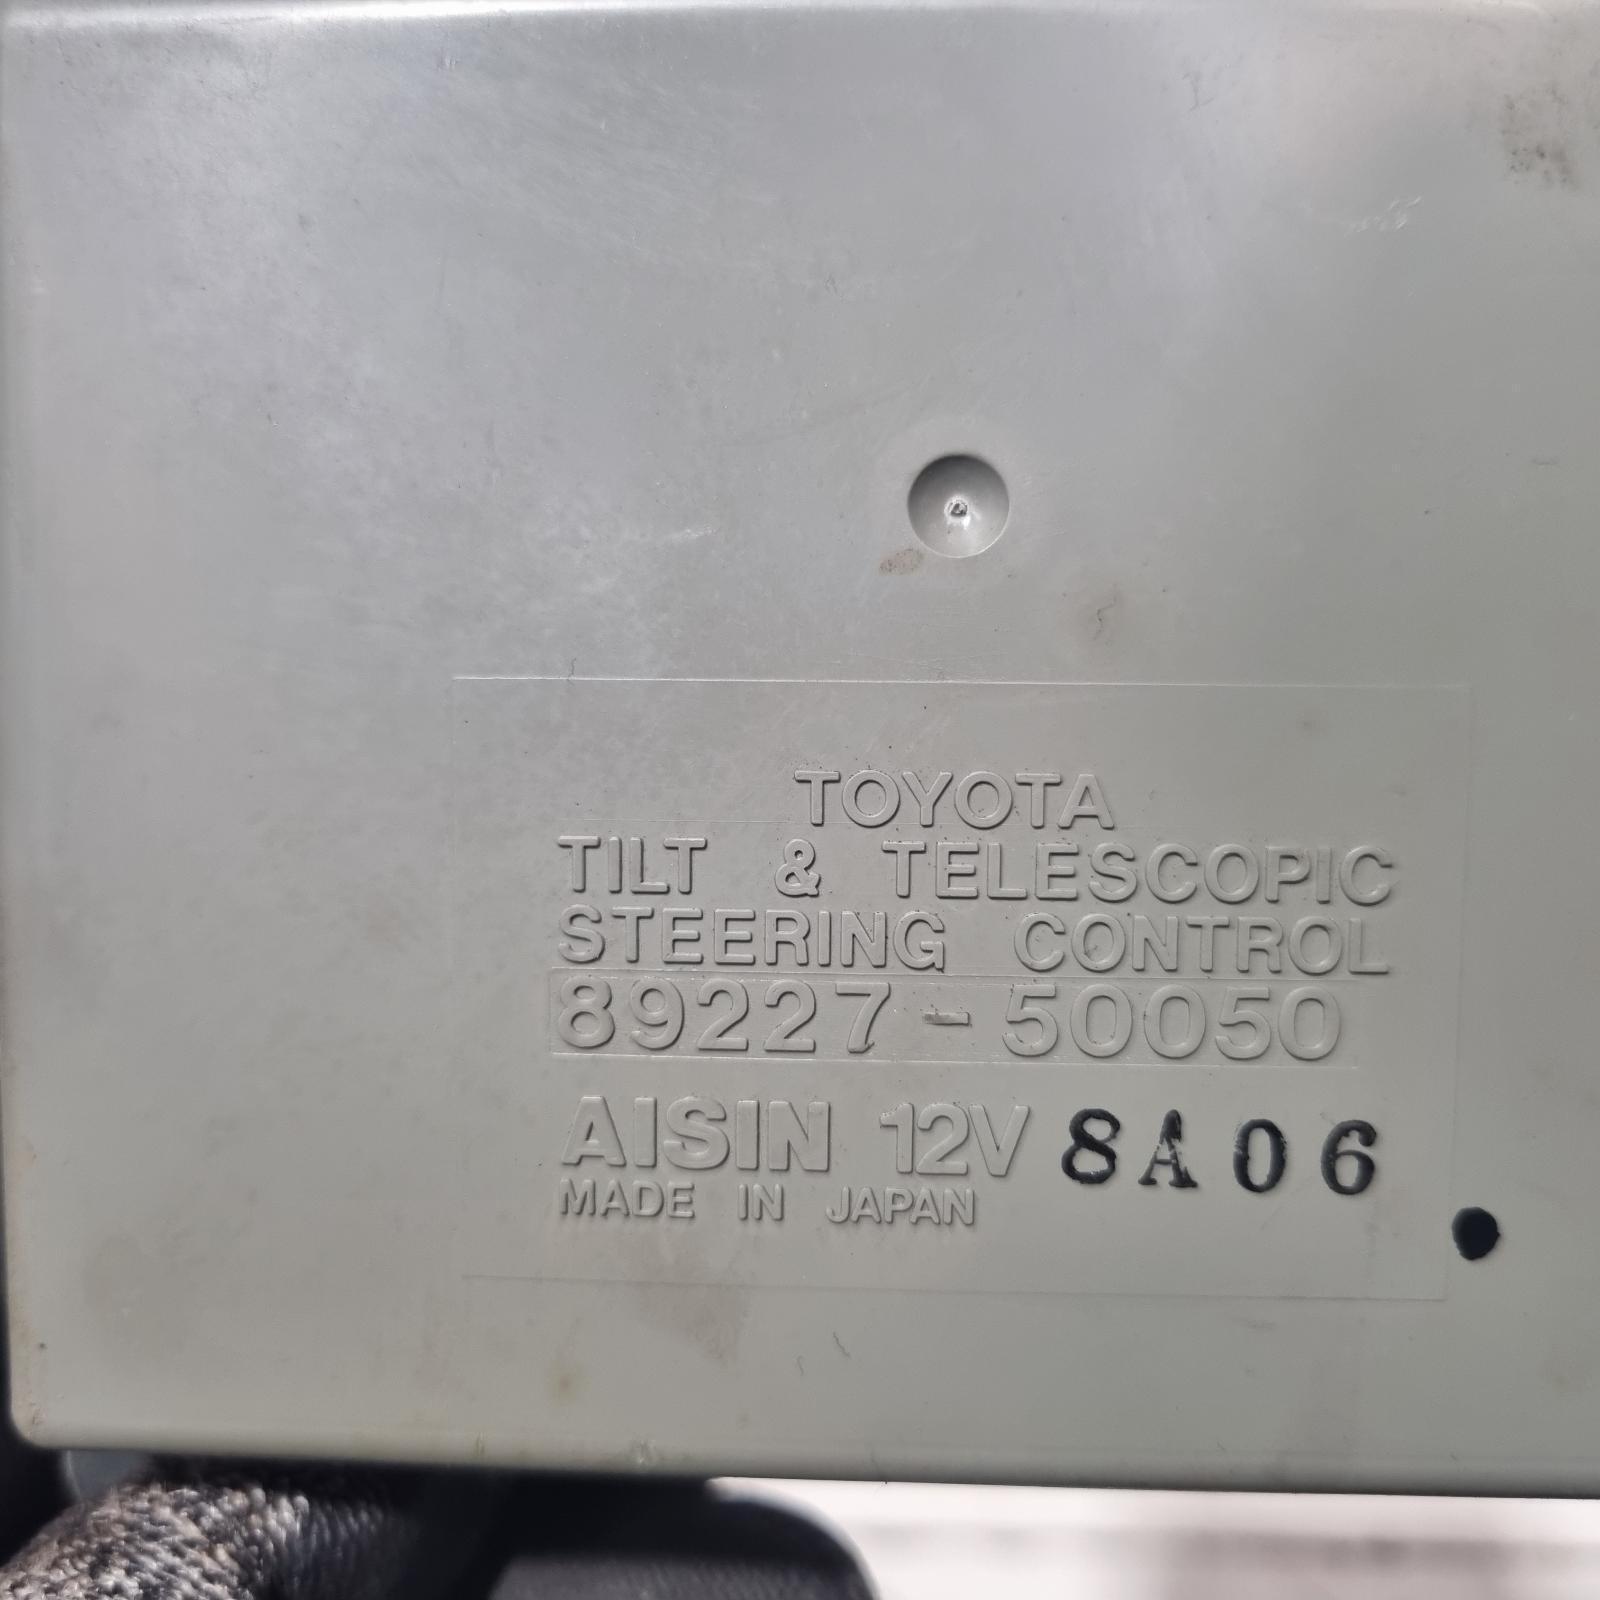 TOYOTA
TILT & TELESCOPIC
STEERING CONTROL
89227-50050
AISIN 12V 8A06
MADE IN JAPAN